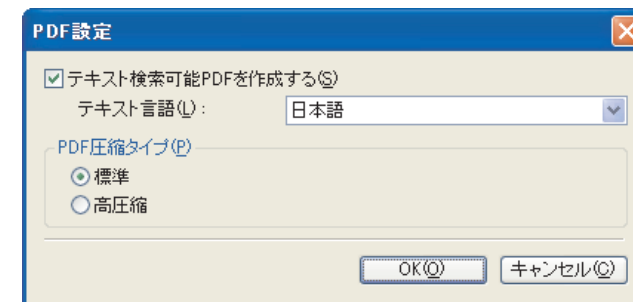 PDF設定
テキスト検索可能PDFを作成する(S)
テキスト言語(L)： 日本語
PDF圧縮タイプ(P)
標準
高圧縮
OK(O) キャンセル(C)